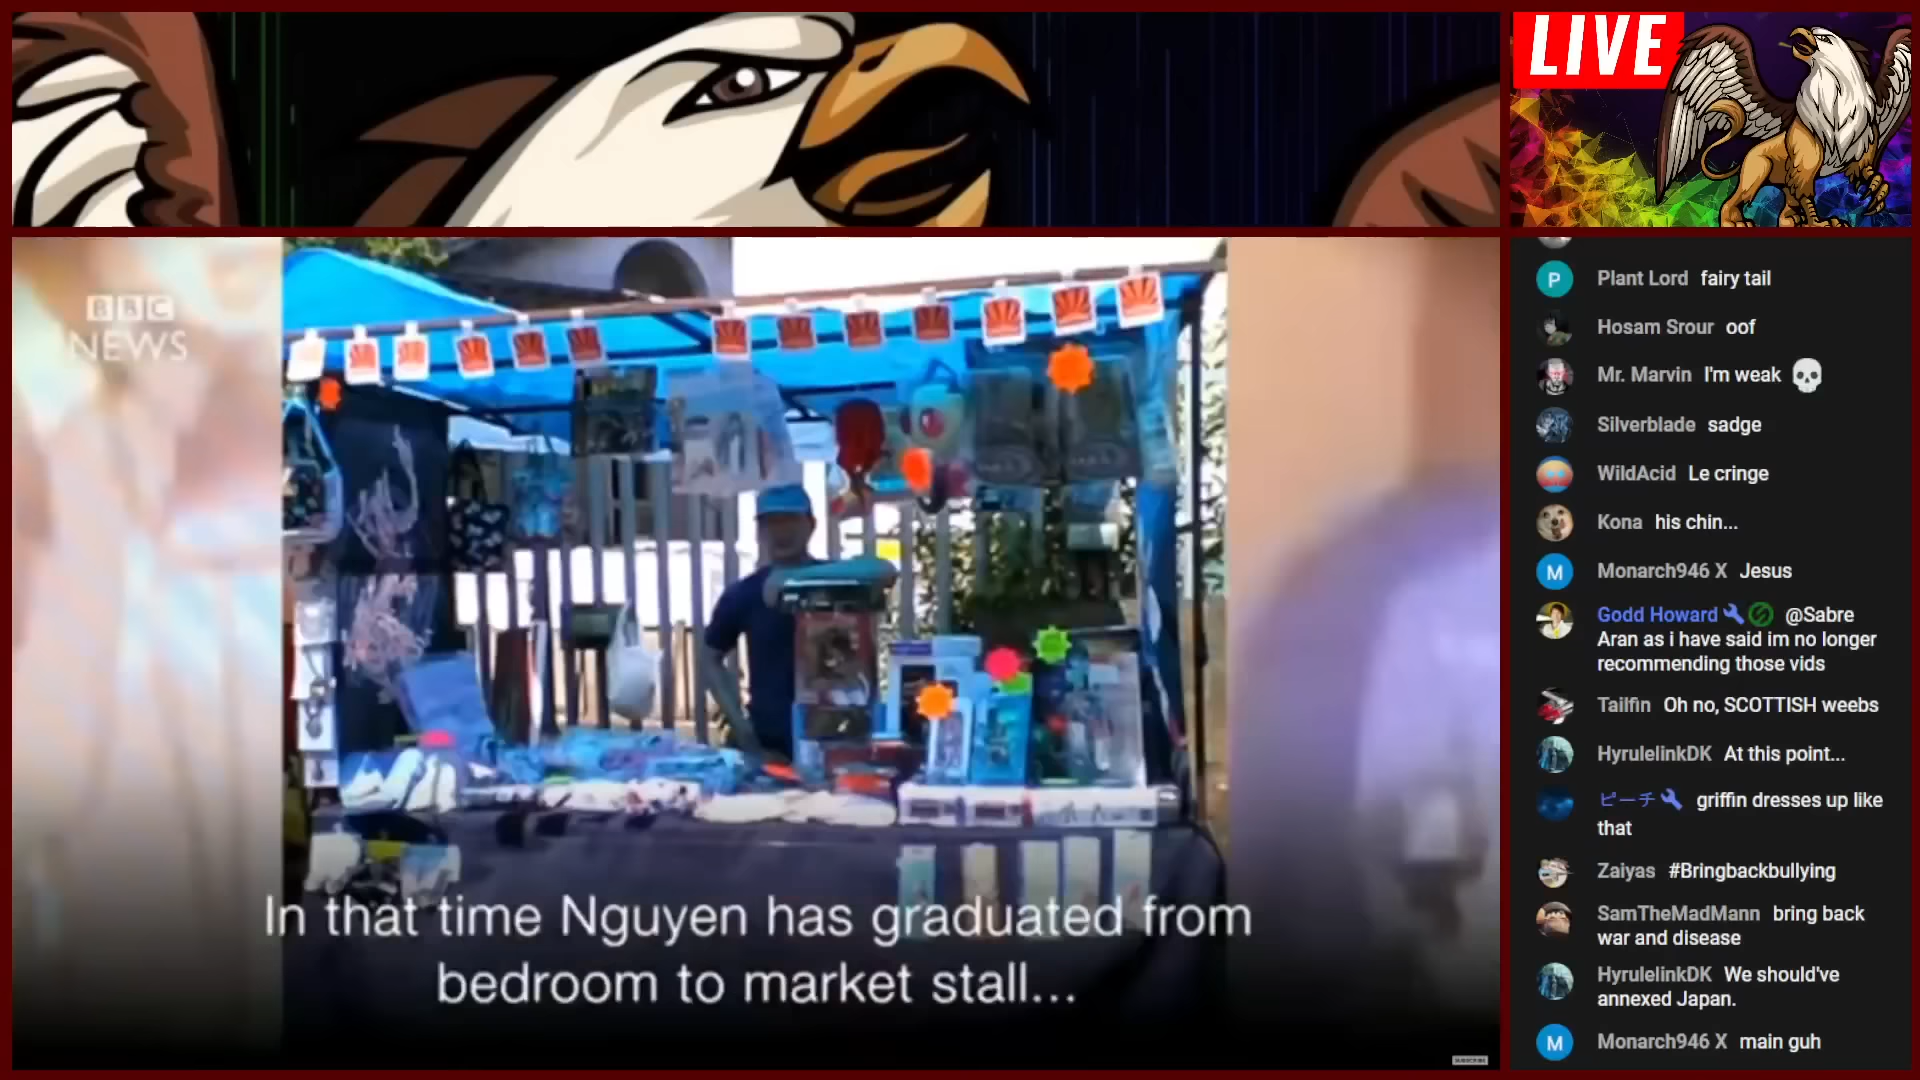 LIVE
BBC
NEWS
In that time Nguyen has graduated from
bedroom to market stall...
SUBSCRIBE
P
Plant Lord fairy tail
Hosam Srour oof
Mr. Marvin I'm weak 💀
Silverblade sadge
WildAcid Le cringe
Kona his chin...
M
Monarch946 X Jesus
Godd Howard @Sabre
Aran as i have said im no longer
recommending those vids
Tailfin Oh no, SCOTTISH weebs
HyrulelinkDK At this point...
ピーチ griffin dresses up like
that
Zaiyas #Bringbackbullying
SamTheMadMann bring back
war and disease
HyrulelinkDK We should've
annexed Japan.
M
Monarch946 X main guh